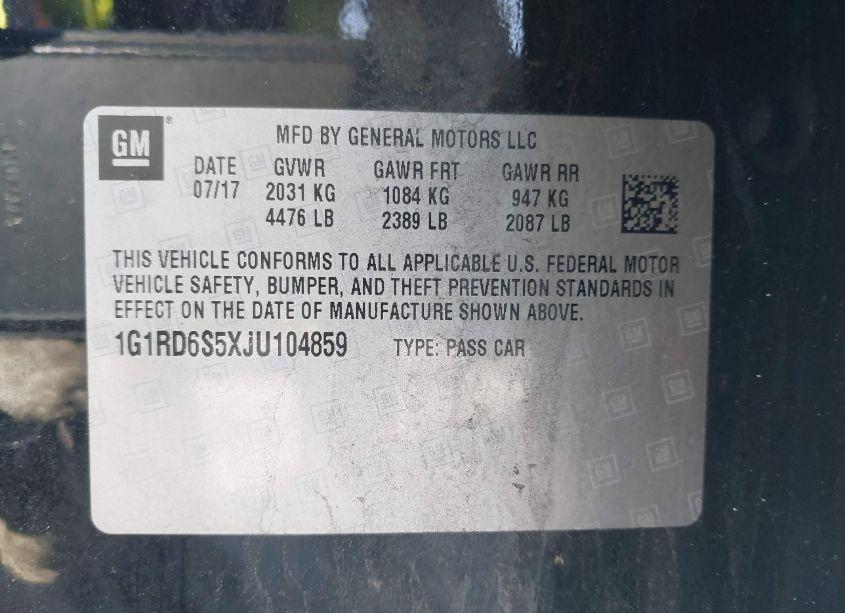 GM ®
MFD BY GENERAL MOTORS LLC
DATE GVWR GAWR FRT GAWR RR
07/17 2031 KG 1084 KG 947 KG
4476 LB 2389 LB 2087 LB
THIS VEHICLE CONFORMS TO ALL APPLICABLE U.S. FEDERAL MOTOR
VEHICLE SAFETY, BUMPER, AND THEFT PREVENTION STANDARDS IN
EFFECT ON THE DATE OF MANUFACTURE SHOWN ABOVE.
1G1RD6S5XJU104859 TYPE: PASS CAR